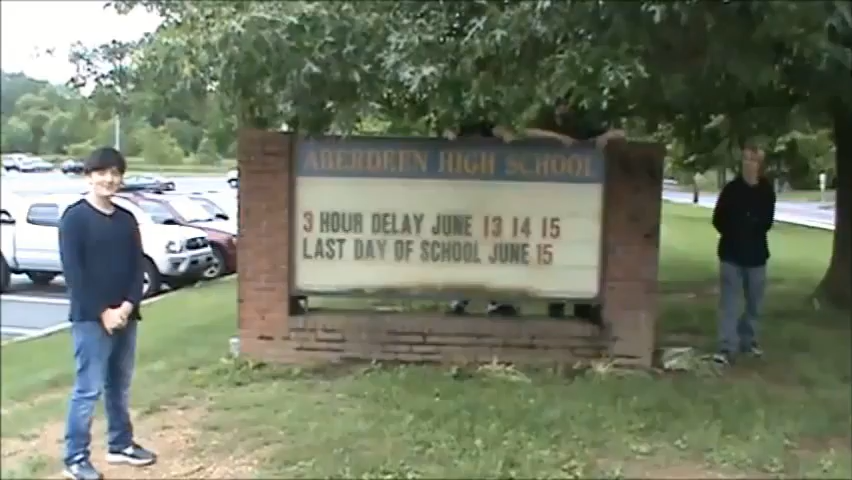 ABERDEEN HIGH SCHOOL
3 HOUR DELAY JUNE 13 14 15
LAST DAY OF SCHOOL JUNE 15